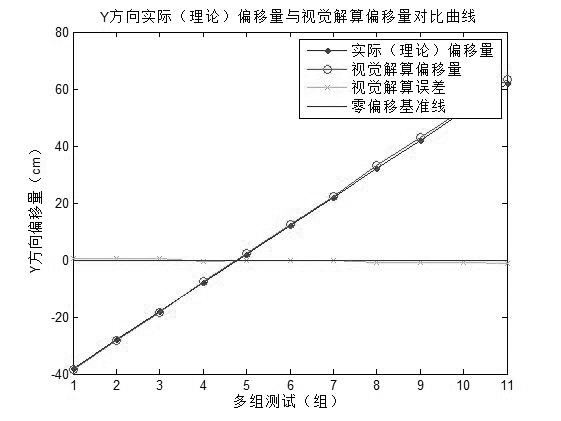 Y方向实际（理论）偏移量与视觉解算偏移量对比曲线
80
60
40
20
0
-20
-40
Y方向偏移量（cm）
实际（理论）偏移量
视觉解算偏移量
视觉解算误差
零偏移基准线
1 2 3 4 5 6 7 8 9 10 11
多组测试（组）